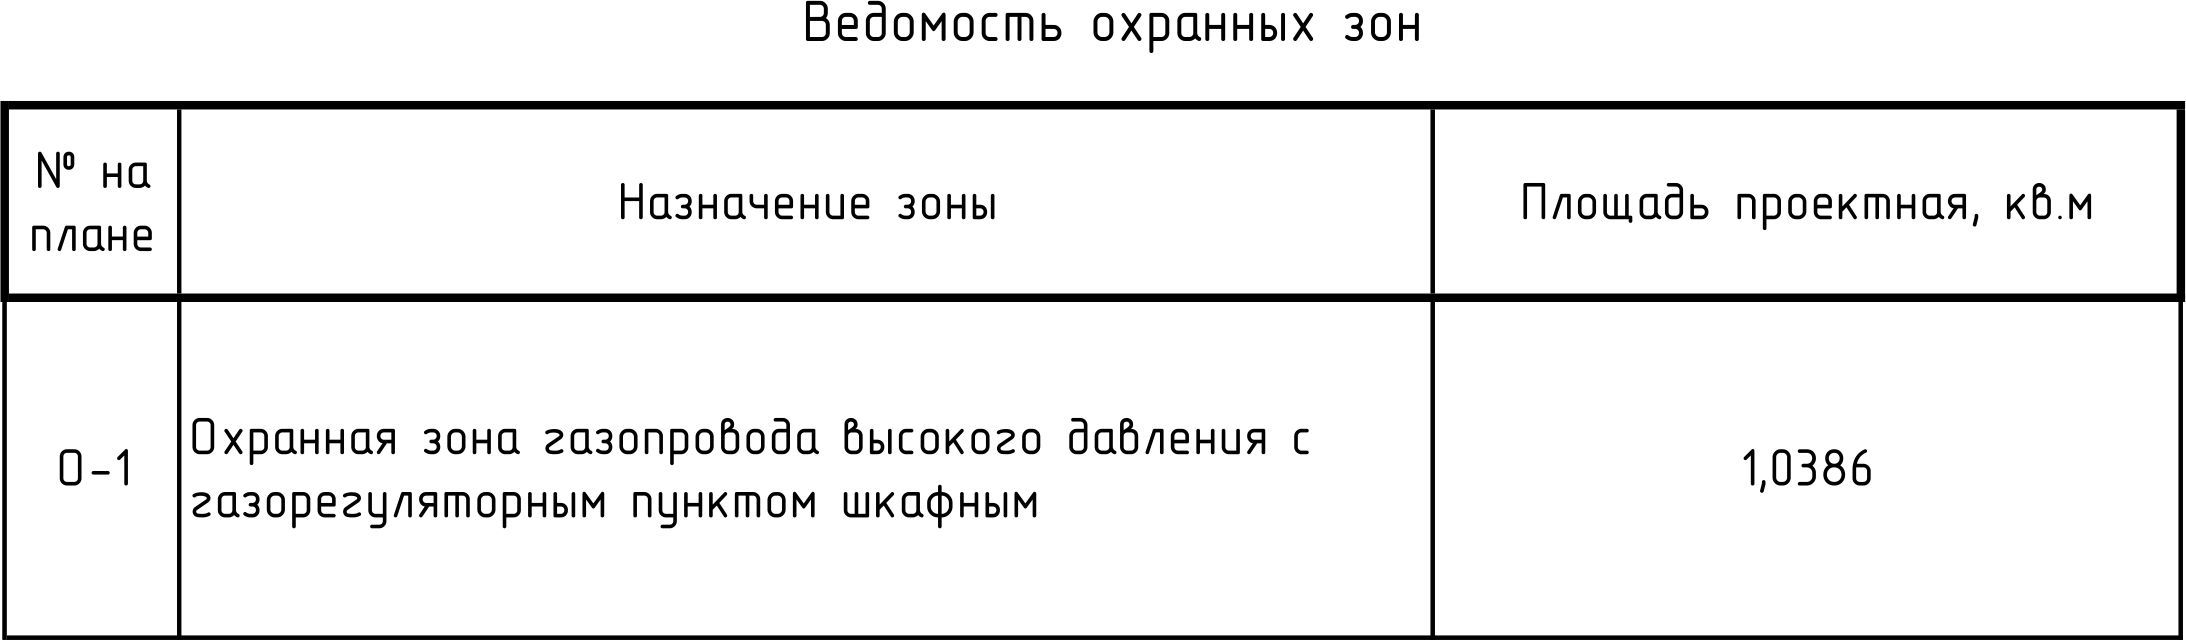 Ведомость охранных зон
№ на
плане
Назначение зоны
Площадь проектная, кв.м
О-1
Охранная зона газопровода высокого давления с
газорегуляторным пунктом шкафным
1,0386